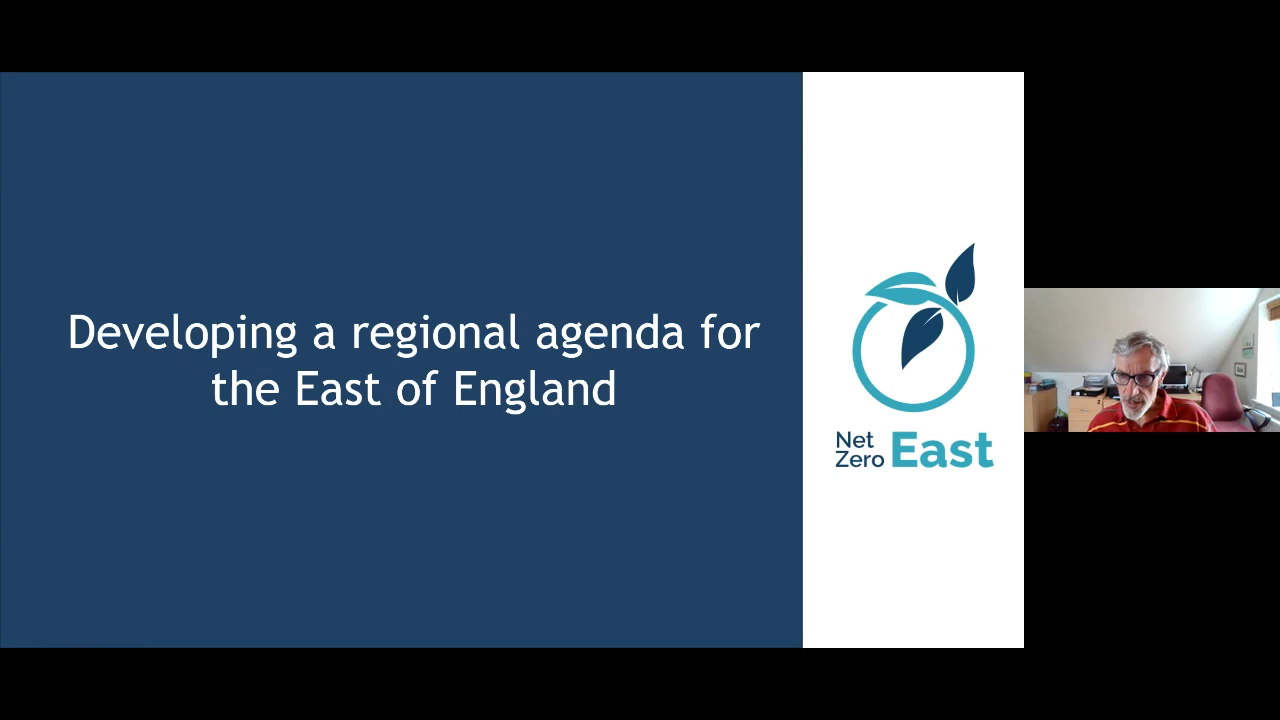 Developing a regional agenda for
the East of England
Net
Zero East